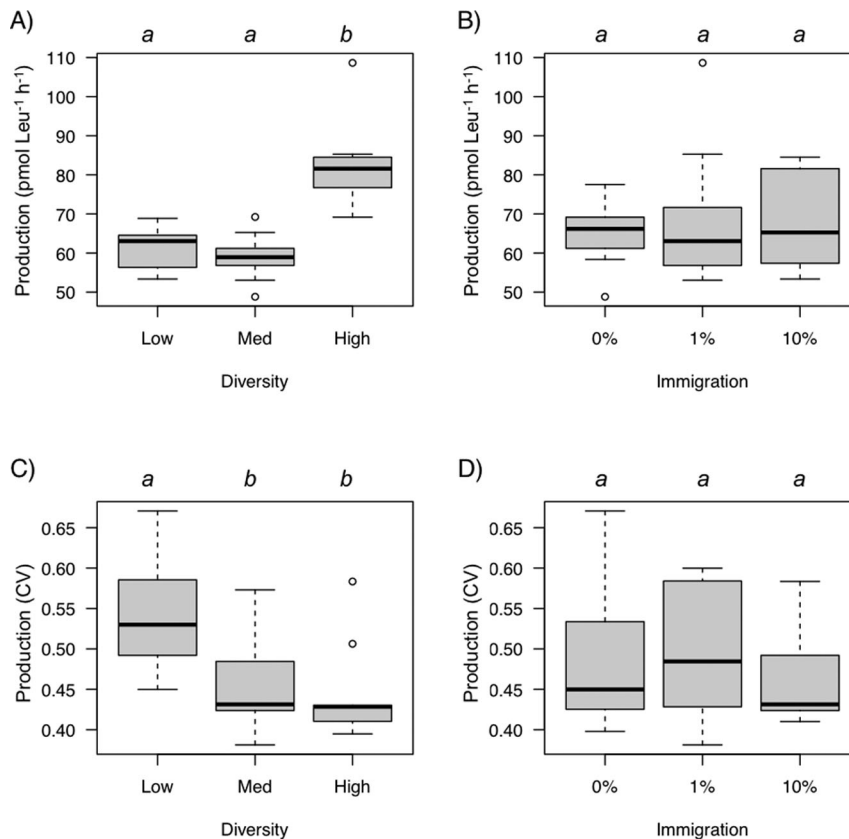 A)
a a b
Production (pmol Leu⁻¹ h⁻¹)
110
100
90
80
70
60
50
Low Med High
Diversity
B)
a a a
Production (pmol Leu⁻¹ h⁻¹)
110
100
90
80
70
60
50
0% 1% 10%
Immigration
C)
a b b
Production (CV)
0.65
0.60
0.55
0.50
0.45
0.40
Low Med High
Diversity
D)
a a a
Production (CV)
0.65
0.60
0.55
0.50
0.45
0.40
0% 1% 10%
Immigration